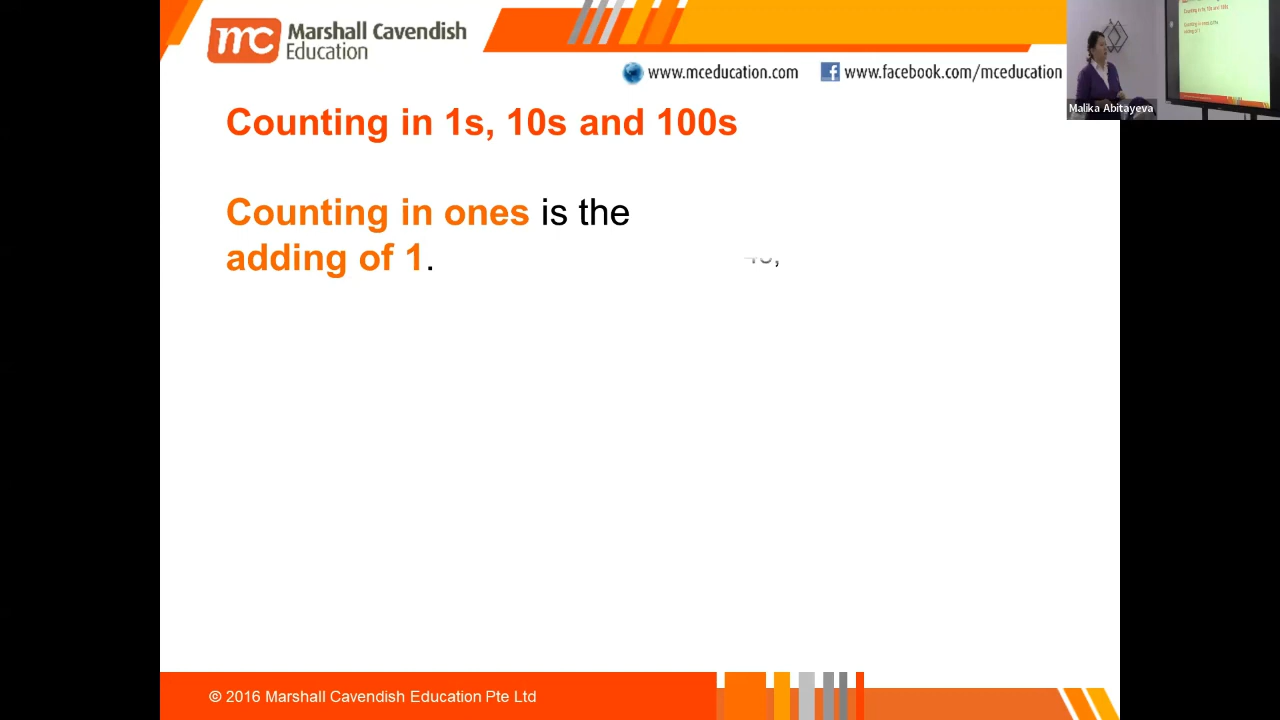 mc Marshall Cavendish
Education
www.mceducation.com
www.facebook.com/mceducation
Malika Abitayeva
Counting in 1s, 10s and 100s
Counting in ones is the
adding of 1.
© 2016 Marshall Cavendish Education Pte Ltd